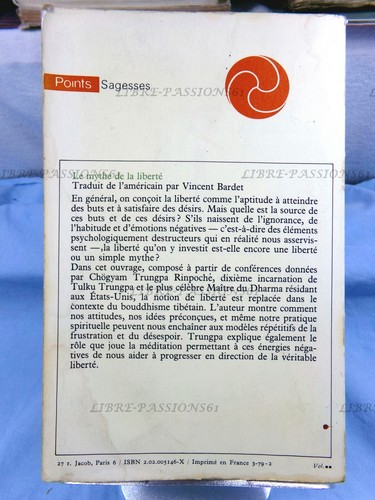 Points Sagesses
LIBRE-PASSIONS61
LIBRE-PASSIONS61
LIBRE-PASSIONS61
Le mythe de la liberté
Traduit de l'américain par Vincent Bardet
En général, on conçoit la liberté comme l'aptitude à atteindre
des buts et à satisfaire des désirs. Mais quelle est la source de
ces buts et de ces désirs? S'ils naissent de l'ignorance, de
l'habitude et d'émotions négatives — c'est-à-dire des éléments
psychologiquement destructeurs qui en réalité nous asservis-
sent —, la liberté qu'on y investit est-elle encore une liberté
ou un simple mythe?
Dans cet ouvrage, composé à partir de conférences données
par Chögyam Trungpa Rinpochè, dixième incarnation de
Tulku Trungpa et le plus célèbre Maître du Dharma résidant
aux États-Unis, la notion de liberté est replacée dans le
contexte du bouddhisme tibétain. L'auteur montre comment
nos attitudes, nos idées préconçues, et même notre pratique
spirituelle peuvent nous enchaîner aux modèles répétitifs de la
frustration et du désespoir. Trungpa explique également le
rôle que joue la méditation permettant à ces énergies néga-
tives de nous aider à progresser en direction de la véritable
liberté.
LIBRE-PASSIONS61
LIBRE-PASSIONS61
27 r. Jacob, Paris 6 / ISBN 2.02.005146-X / Imprimé en France 3-79-2
Vol.